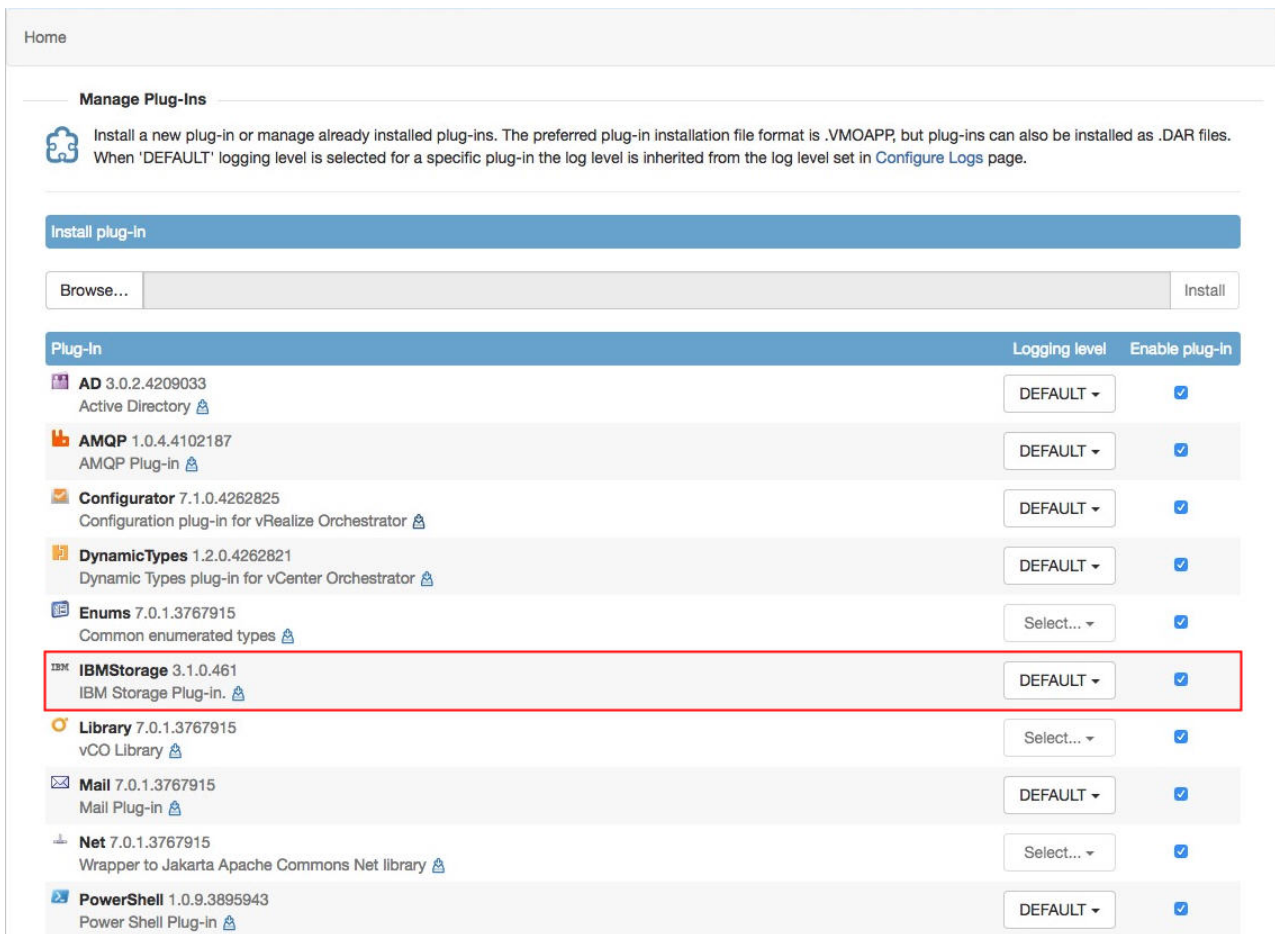 Home
Manage Plug-Ins
Install a new plug-in or manage already installed plug-ins. The preferred plug-in installation file format is .VMOAPP, but plug-ins can also be installed as .DAR files.
When 'DEFAULT' logging level is selected for a specific plug-in the log level is inherited from the log level set in Configure Logs page.
Install plug-in
Browse... Install
Plug-In Logging level Enable plug-in
AD 3.0.2.4209033
Active Directory
DEFAULT
AMQP 1.0.4.4102187
AMQP Plug-in
DEFAULT
Configurator 7.1.0.4262825
Configuration plug-in for vRealize Orchestrator
DEFAULT
DynamicTypes 1.2.0.4262821
Dynamic Types plug-in for vCenter Orchestrator
DEFAULT
Enums 7.0.1.3767915
Common enumerated types
Select...
IBM IBMStorage 3.1.0.461
IBM Storage Plug-in.
DEFAULT
Library 7.0.1.3767915
vCO Library
Select...
Mail 7.0.1.3767915
Mail Plug-in
DEFAULT
Net 7.0.1.3767915
Wrapper to Jakarta Apache Commons Net library
Select...
PowerShell 1.0.9.3895943
Power Shell Plug-in
DEFAULT